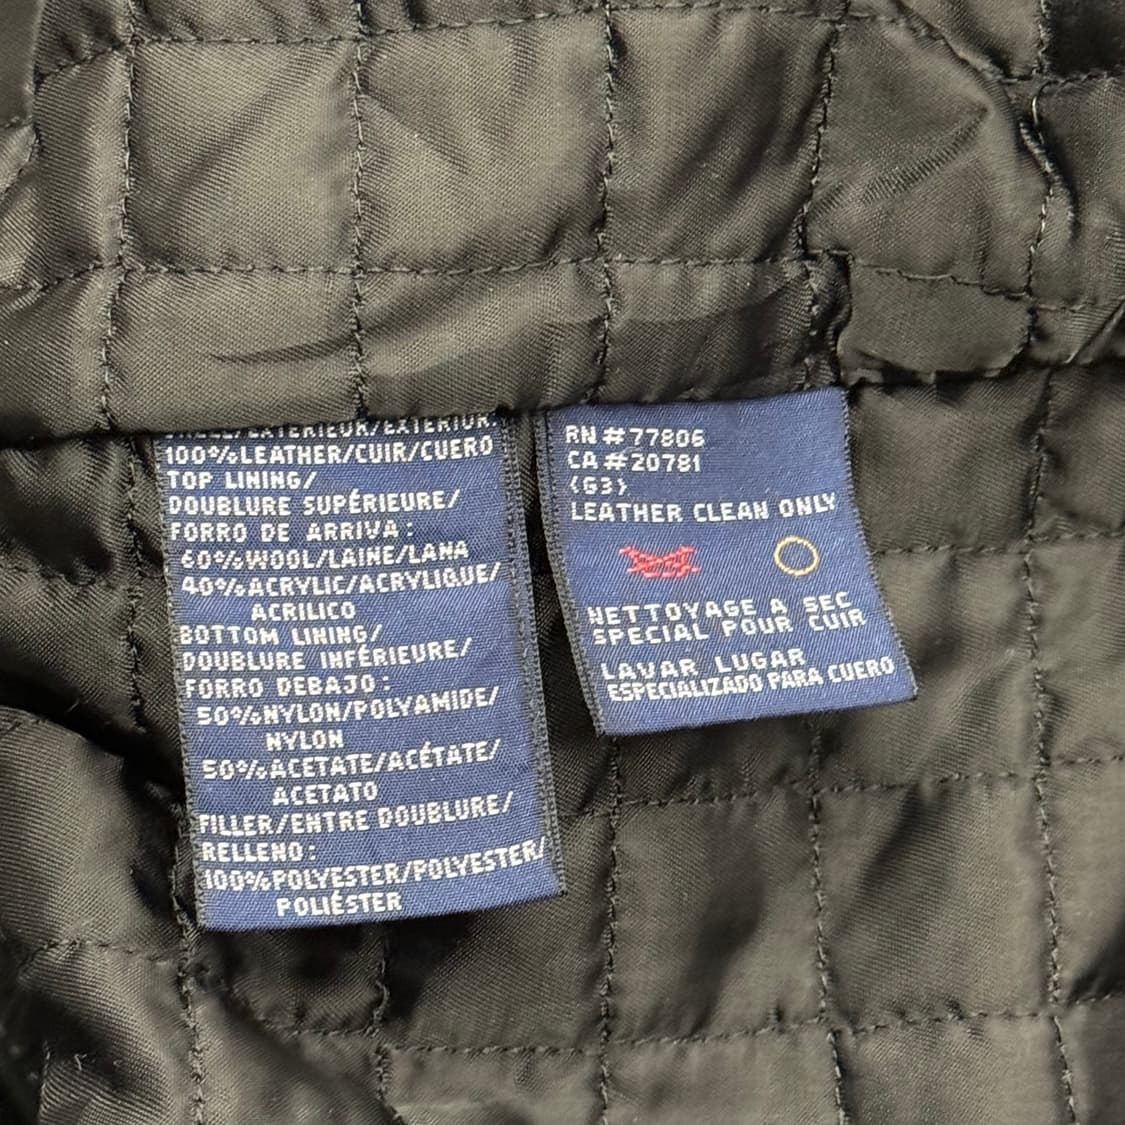 SHELL/EXTÉRIEUR/EXTERIOR:
100%LEATHER/CUIR/CUERO
TOP LINING/
DOUBLURE SUPÉRIEURE/
FORRO DE ARRIVA:
60%WOOL/LAINE/LANA
40%ACRYLIC/ACRYLIQUE/
ACRILICO
BOTTOM LINING/
DOUBLURE INFÉRIEURE/
FORRO DEBAJO:
50%NYLON/POLYAMIDE/
NYLON
50%ACETATE/ACÉTATE/
ACETATO
FILLER/ENTRE DOUBLURE/
RELLENO:
100%POLYESTER/POLYESTER/
POLIÉSTER
RN #77806
CA #20781
(G3)
LEATHER CLEAN ONLY
NETTOYAGE A SEC
SPECIAL POUR CUIR
LAVAR LUGAR
ESPECIALIZADO PARA CUERO